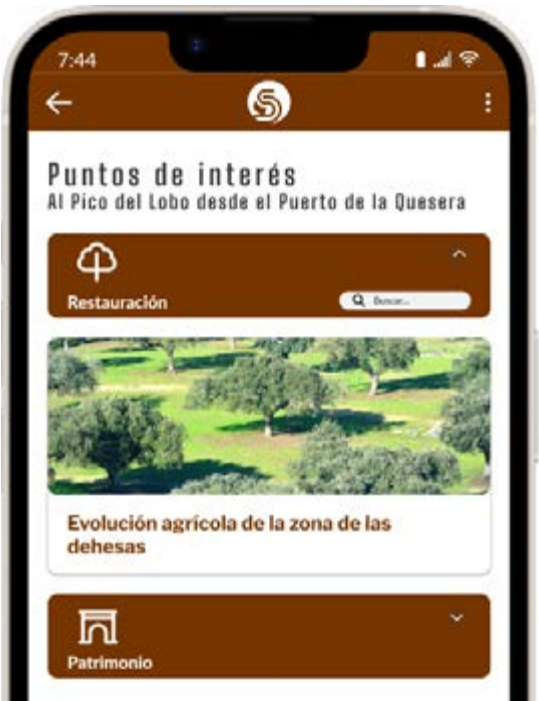 7:44
Puntos de interés
Al Pico del Lobo desde el Puerto de la Quesera
Restauración
Buscar...
Evolución agrícola de la zona de las
dehesas
Patrimonio